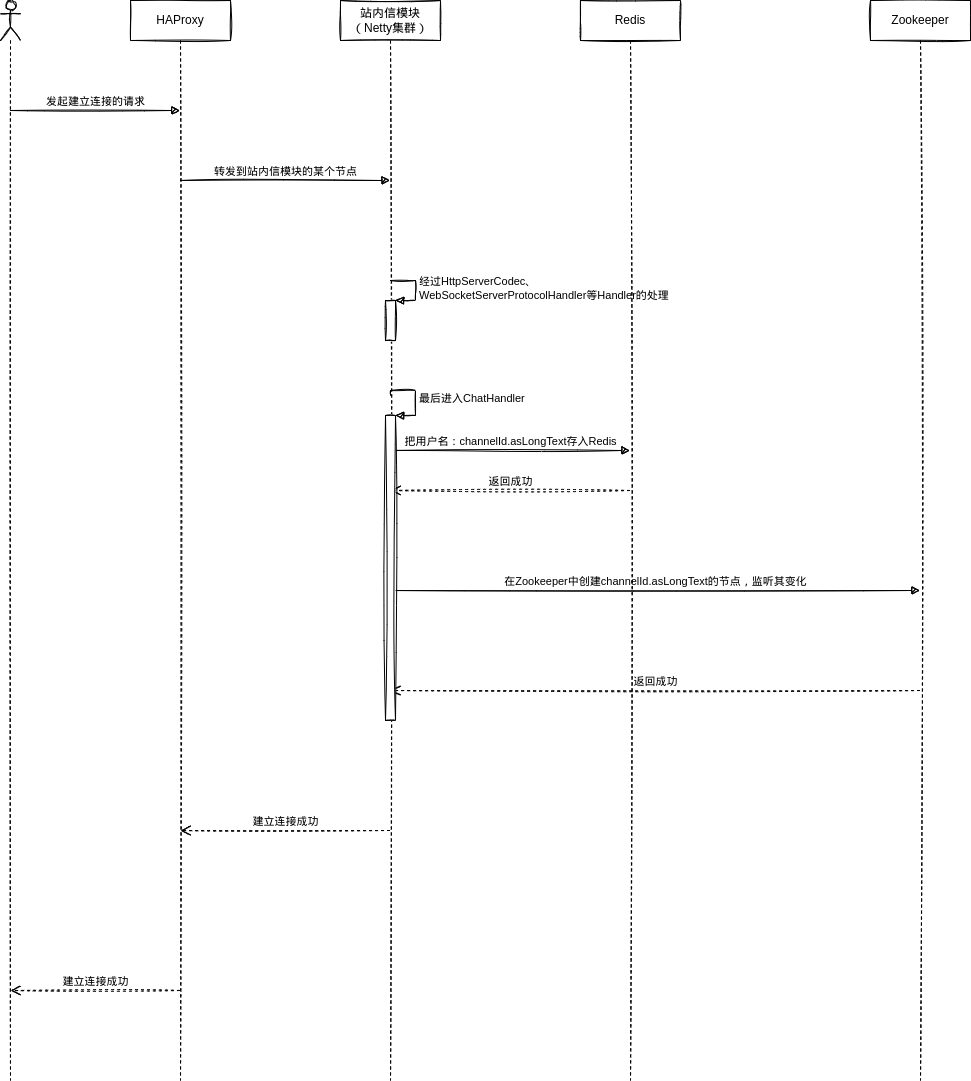 HAProxy
站内信模块
（Netty集群）
Redis
Zookeeper
发起建立连接的请求
转发到站内信模块的某个节点
经过HttpServerCodec、
WebSocketServerProtocolHandler等Handler的处理
最后进入ChatHandler
把用户名：channelId.asLongText存入Redis
返回成功
在Zookeeper中创建channelId.asLongText的节点，监听其变化
返回成功
建立连接成功
建立连接成功